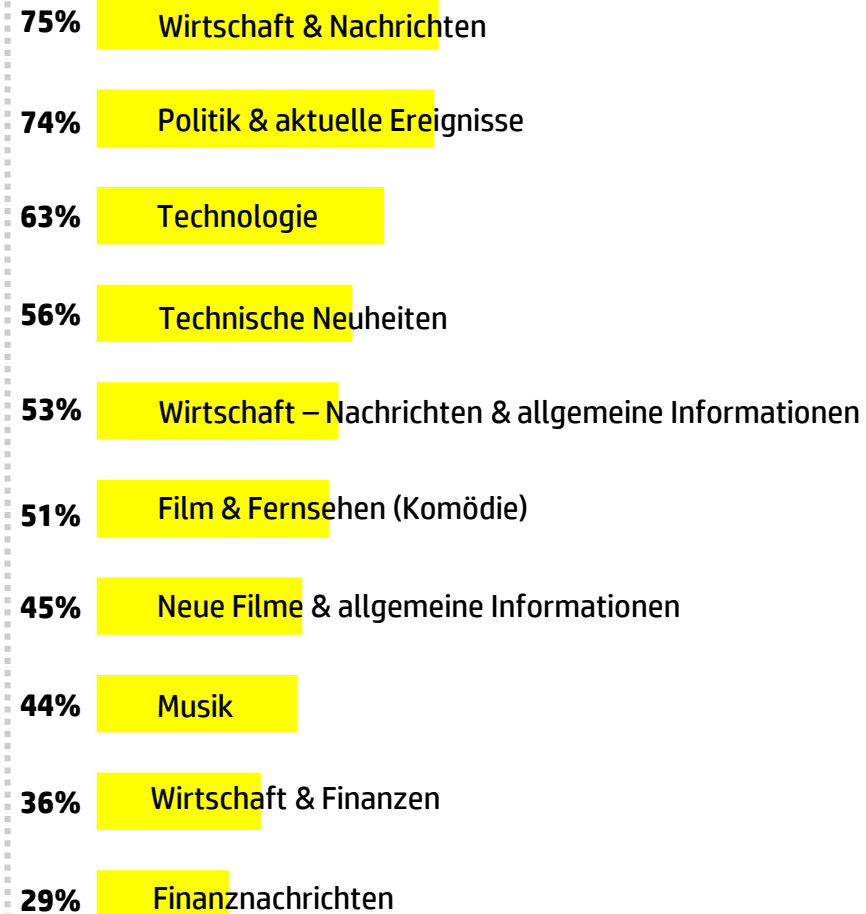 75% Wirtschaft & Nachrichten
74% Politik & aktuelle Ereignisse
63% Technologie
56% Technische Neuheiten
53% Wirtschaft – Nachrichten & allgemeine Informationen
51% Film & Fernsehen (Komödie)
45% Neue Filme & allgemeine Informationen
44% Musik
36% Wirtschaft & Finanzen
29% Finanznachrichten